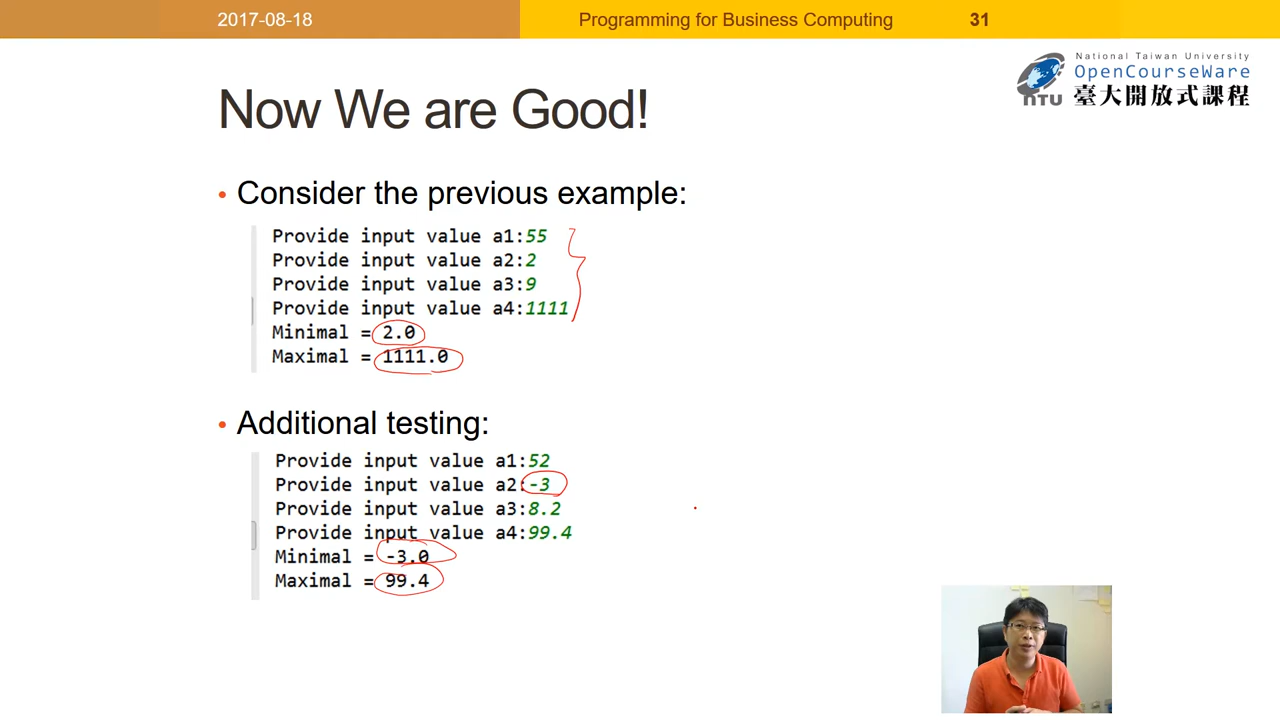 2017-08-18
Programming for Business Computing
31
National Taiwan University
OpenCourseWare
NTU 臺大開放式課程
Now We are Good!
• Consider the previous example:
Provide input value a1:55
Provide input value a2:2
Provide input value a3:9
Provide input value a4:1111
Minimal = 2.0
Maximal = 1111.0
• Additional testing:
Provide input value a1:52
Provide input value a2:-3
Provide input value a3:8.2
Provide input value a4:99.4
Minimal = -3.0
Maximal = 99.4